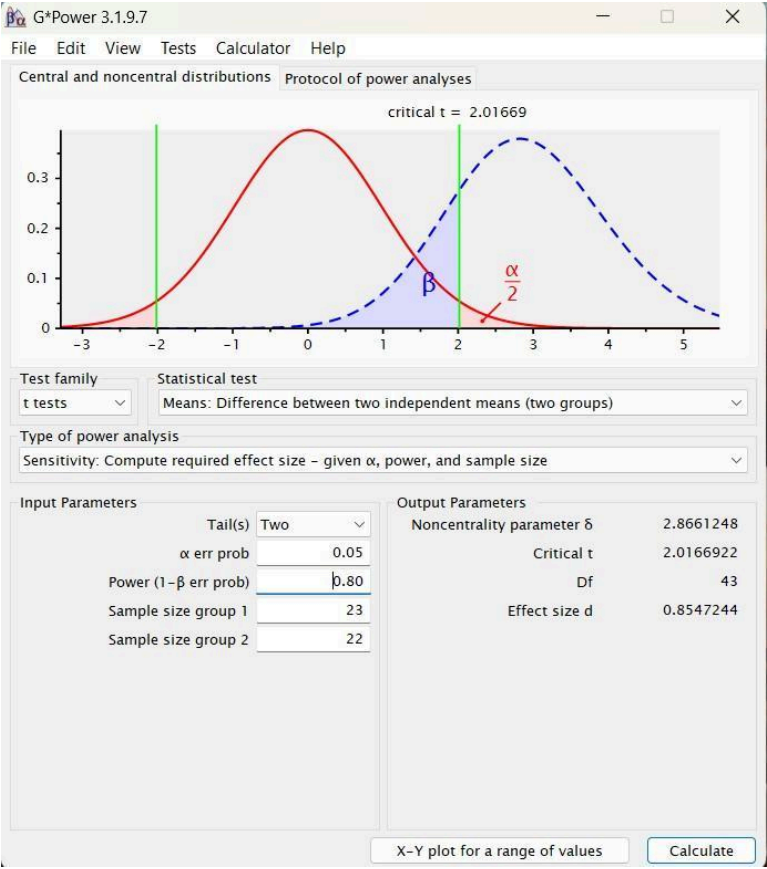 βα G*Power 3.1.9.7
File Edit View Tests Calculator Help
Central and noncentral distributions Protocol of power analyses
critical t = 2.01669
0.3
0.2
0.1
0
β
α
2
-3 -2 -1 0 1 2 3 4 5
Test family Statistical test
t tests Means: Difference between two independent means (two groups)
Type of power analysis
Sensitivity: Compute required effect size – given α, power, and sample size
Input Parameters
Tail(s) Two
α err prob 0.05
Power (1-β err prob) 0.80
Sample size group 1 23
Sample size group 2 22
Output Parameters
Noncentrality parameter δ 2.8661248
Critical t 2.0166922
Df 43
Effect size d 0.8547244
X-Y plot for a range of values Calculate